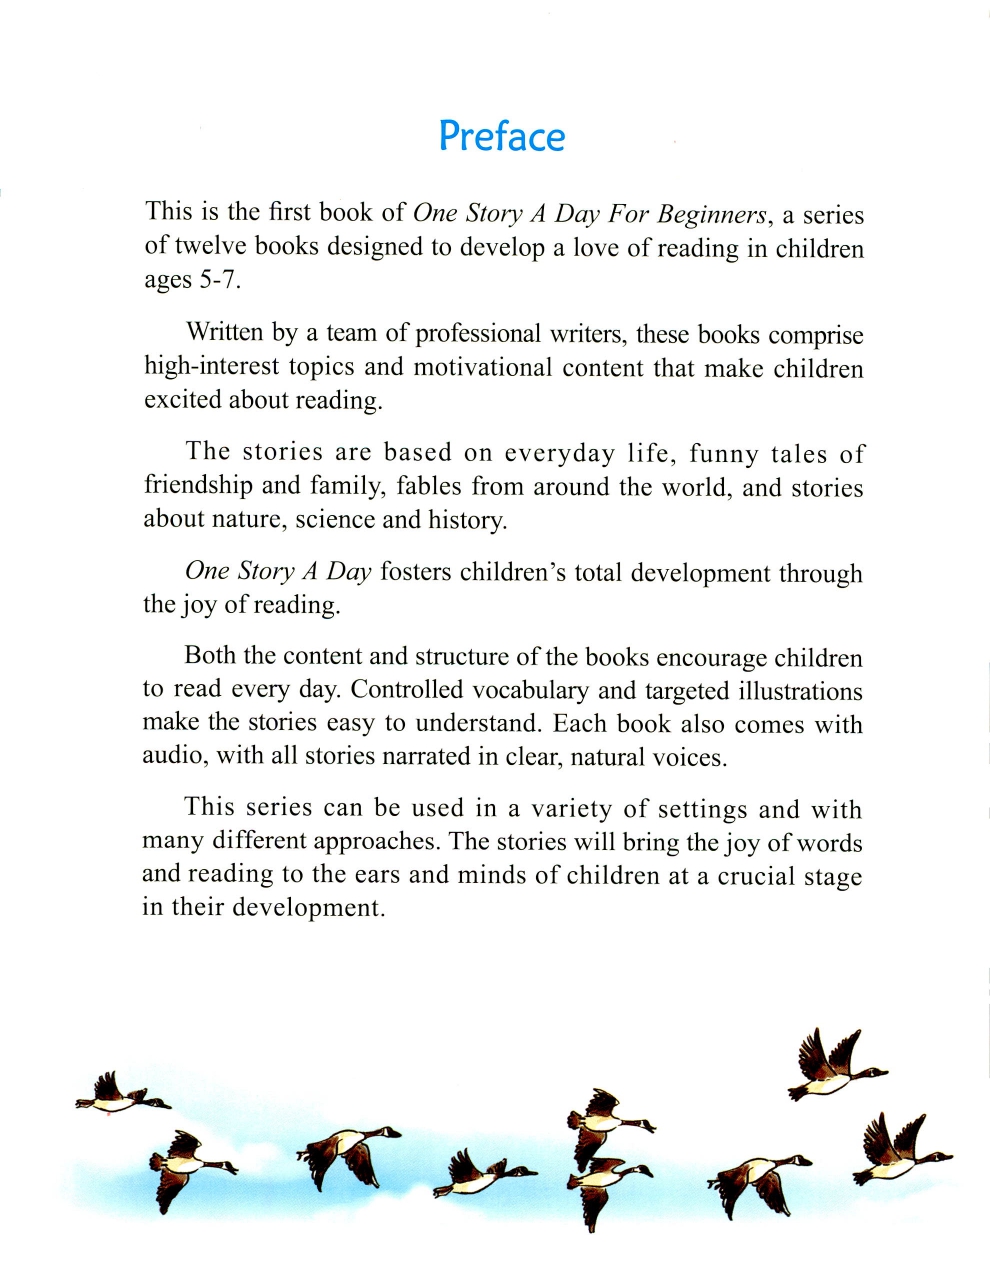 Preface
This is the first book of One Story A Day For Beginners, a series
of twelve books designed to develop a love of reading in children
ages 5-7.
Written by a team of professional writers, these books comprise
high-interest topics and motivational content that make children
excited about reading.
The stories are based on everyday life, funny tales of
friendship and family, fables from around the world, and stories
about nature, science and history.
One Story A Day fosters children’s total development through
the joy of reading.
Both the content and structure of the books encourage children
to read every day. Controlled vocabulary and targeted illustrations
make the stories easy to understand. Each book also comes with
audio, with all stories narrated in clear, natural voices.
This series can be used in a variety of settings and with
many different approaches. The stories will bring the joy of words
and reading to the ears and minds of children at a crucial stage
in their development.